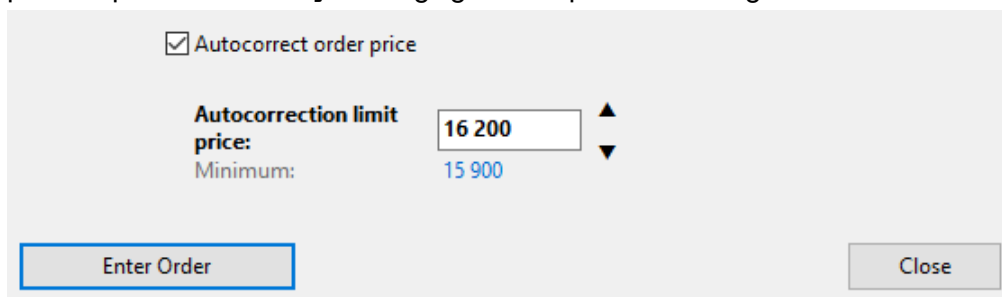 Autocorrect order price
Autocorrection limit
price:
16 200
Minimum:
15 900
Enter Order
Close